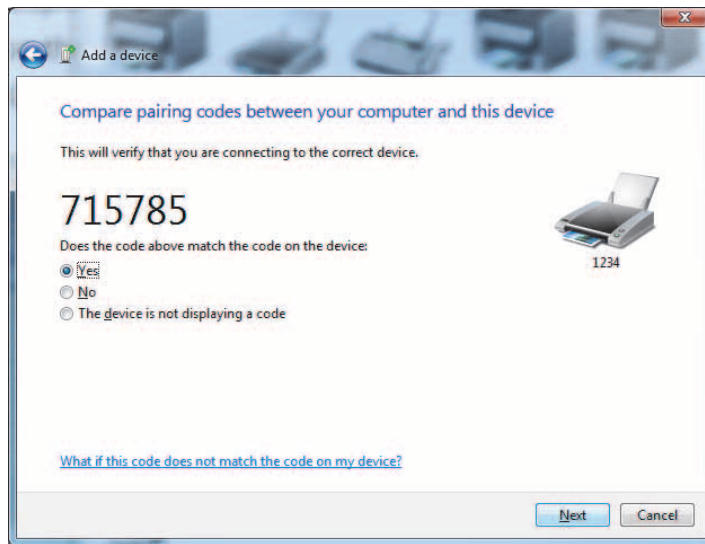 Add a device
Compare pairing codes between your computer and this device
This will verify that you are connecting to the correct device.
715785
Does the code above match the code on the device:
Yes
No
The device is not displaying a code
1234
What if this code does not match the code on my device?
Next
Cancel